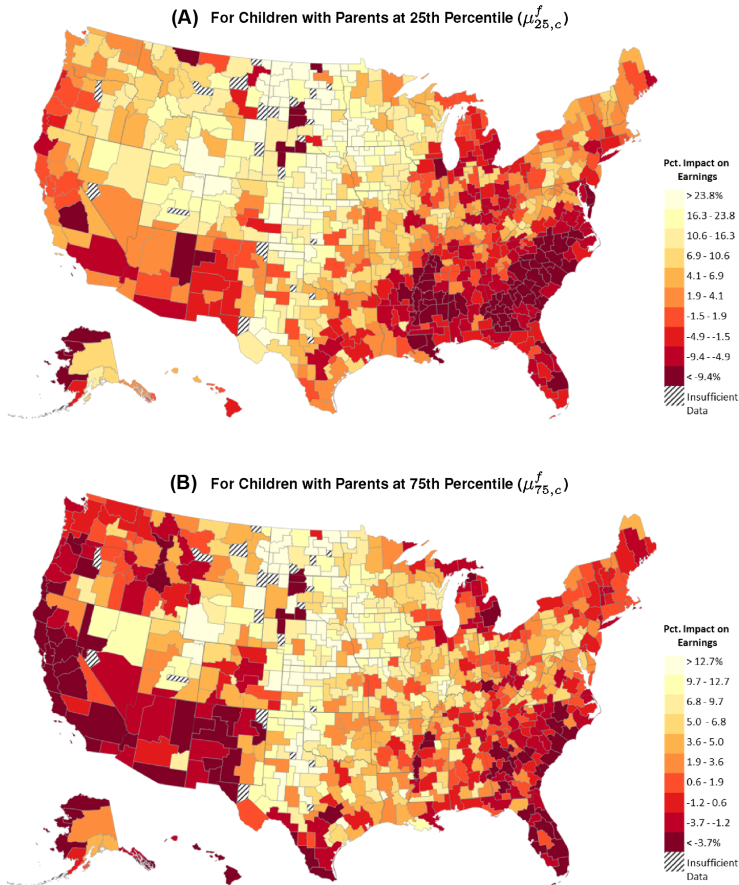 (A) For Children with Parents at 25th Percentile (μ^f_{25,c})
Pct. Impact on
Earnings
> 23.8%
16.3 - 23.8
10.6 - 16.3
6.9 - 10.6
4.1 - 6.9
1.9 - 4.1
-1.5 - 1.9
-4.9 - -1.5
-9.4 - -4.9
< -9.4%
Insufficient
Data
(B) For Children with Parents at 75th Percentile (μ^f_{75,c})
Pct. Impact on
Earnings
> 12.7%
9.7 - 12.7
6.8 - 9.7
5.0 - 6.8
3.6 - 5.0
1.9 - 3.6
0.6 - 1.9
-1.2 - 0.6
-3.7 - -1.2
< -3.7%
Insufficient
Data